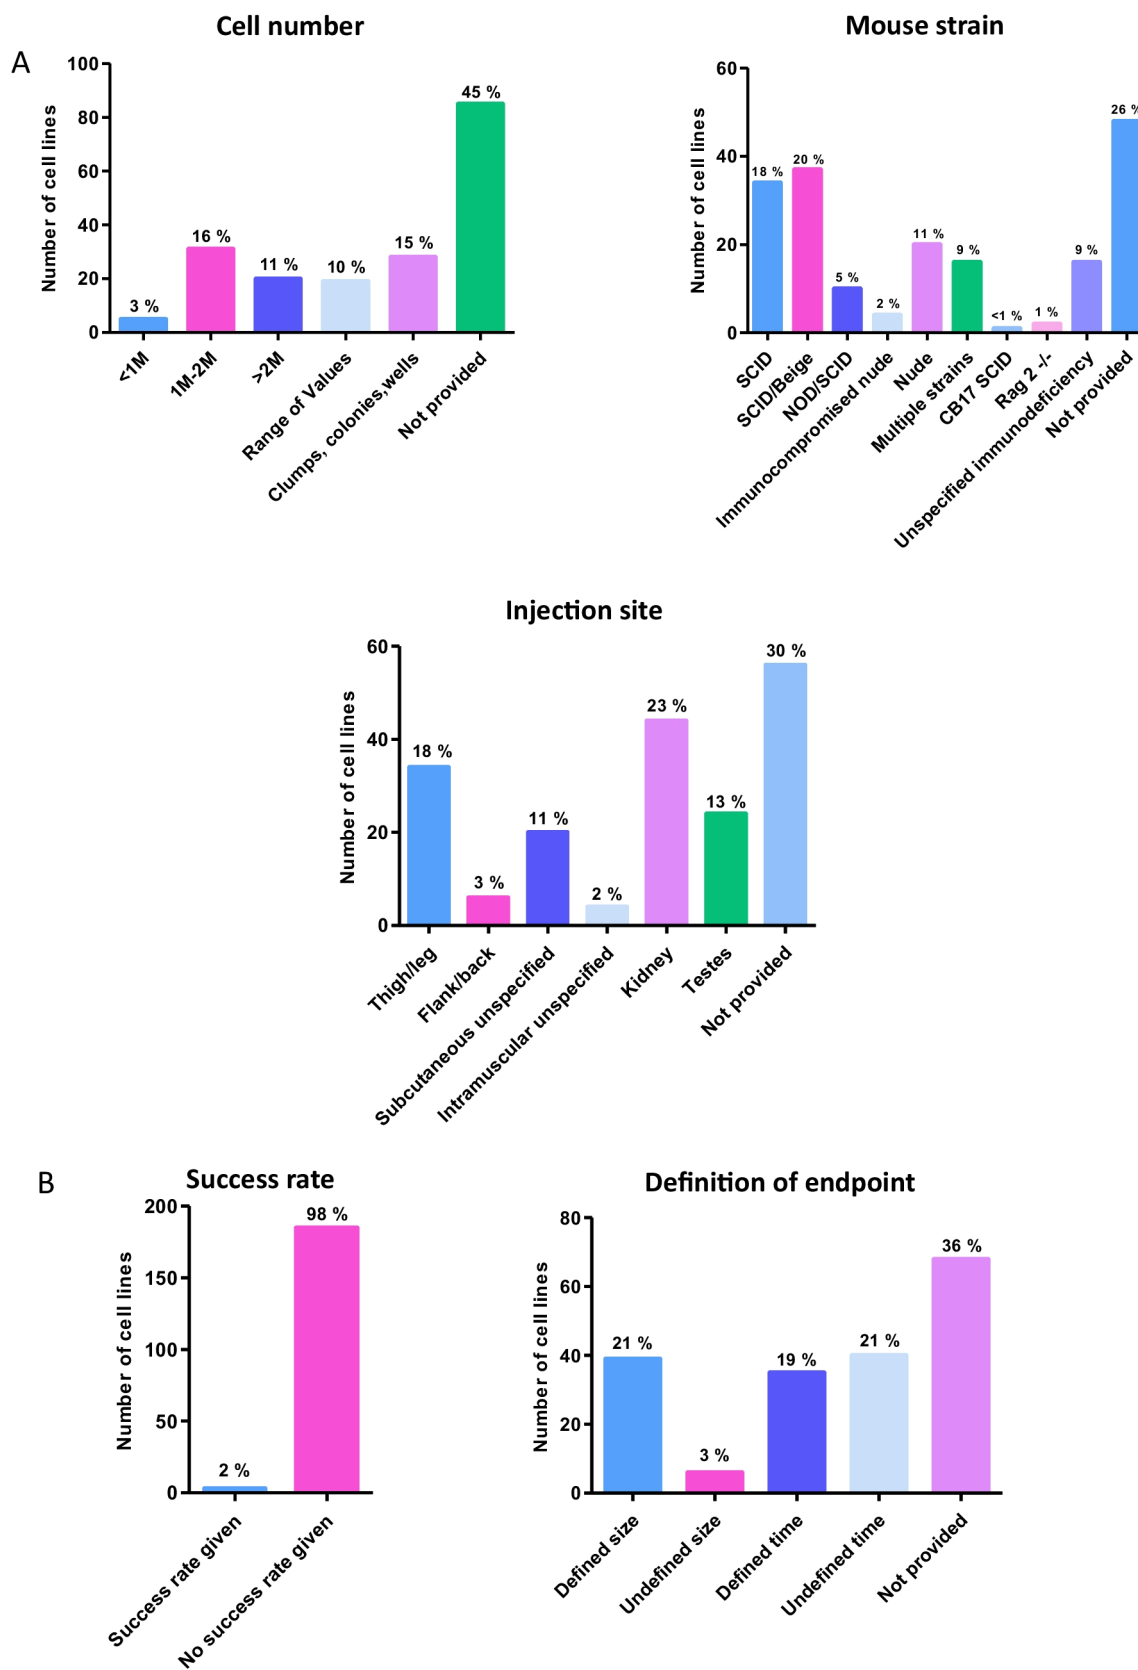 A
Cell number
Number of cell lines
100
80
60
40
20
0
3 %
16 %
11 %
10 %
15 %
45 %
<1M
1M-2M
>2M
Range of Values
Clumps, colonies,wells
Not provided
Mouse strain
Number of cell lines
60
40
20
0
18 %
20 %
5 %
2 %
11 %
9 %
<1 %
1 %
9 %
26 %
SCID
SCID/Beige
NOD/SCID
Immunocompromised nude
Nude
Multiple strains
CB17 SCID
Rag 2 -/-
Unspecified immunodeficiency
Not provided
Injection site
Number of cell lines
60
40
20
0
18 %
3 %
11 %
2 %
23 %
13 %
30 %
Thigh/leg
Flank/back
Subcutaneous unspecified
Intramuscular unspecified
Kidney
Testes
Not provided
B
Success rate
Number of cell lines
200
150
100
50
0
2 %
98 %
Success rate given
No success rate given
Definition of endpoint
Number of cell lines
80
60
40
20
0
21 %
3 %
19 %
21 %
36 %
Defined size
Undefined size
Defined time
Undefined time
Not provided